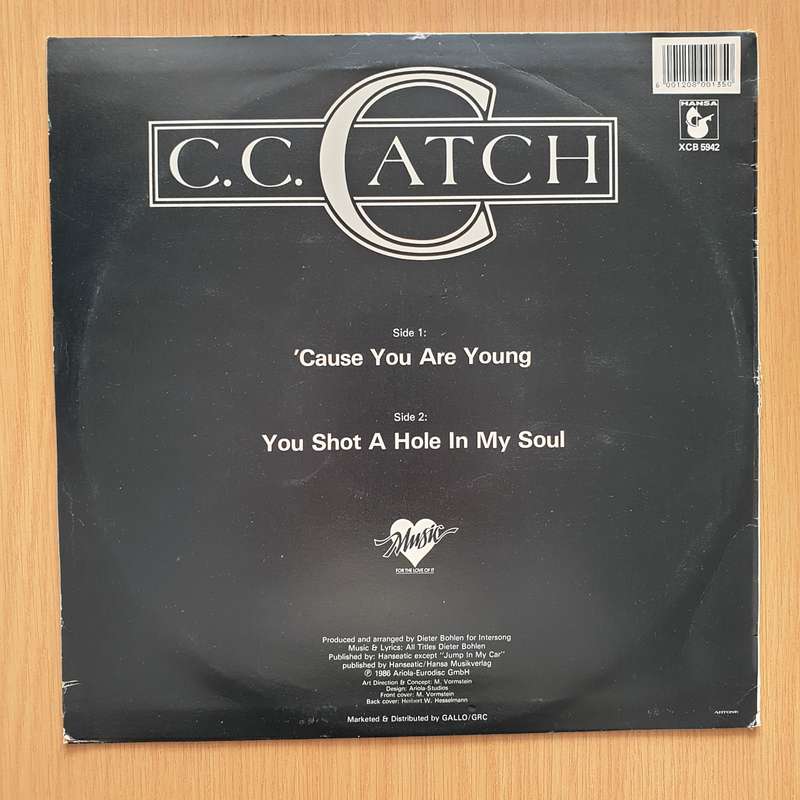 6 001208 001350
HANSA
XCB 5942
C.C. CATCH
Side 1:
'Cause You Are Young
Side 2:
You Shot A Hole In My Soul
Music
FOR THE LOVE OF IT
Produced and arranged by Dieter Bohlen for Intersong
Music & Lyrics: All Titles Dieter Bohlen
Published by: Hanseatic except "Jump In My Car"
published by Hanseatic/Hansa Musikverlag
℗ 1986 Ariola-Eurodisc GmbH
Art Direction & Concept: M. Vormstein
Design: Ariola-Studios
Front cover: M. Vormstein
Back cover: Herbert W. Hesselmann
Marketed & Distributed by GALLO/GRC
ARTONE